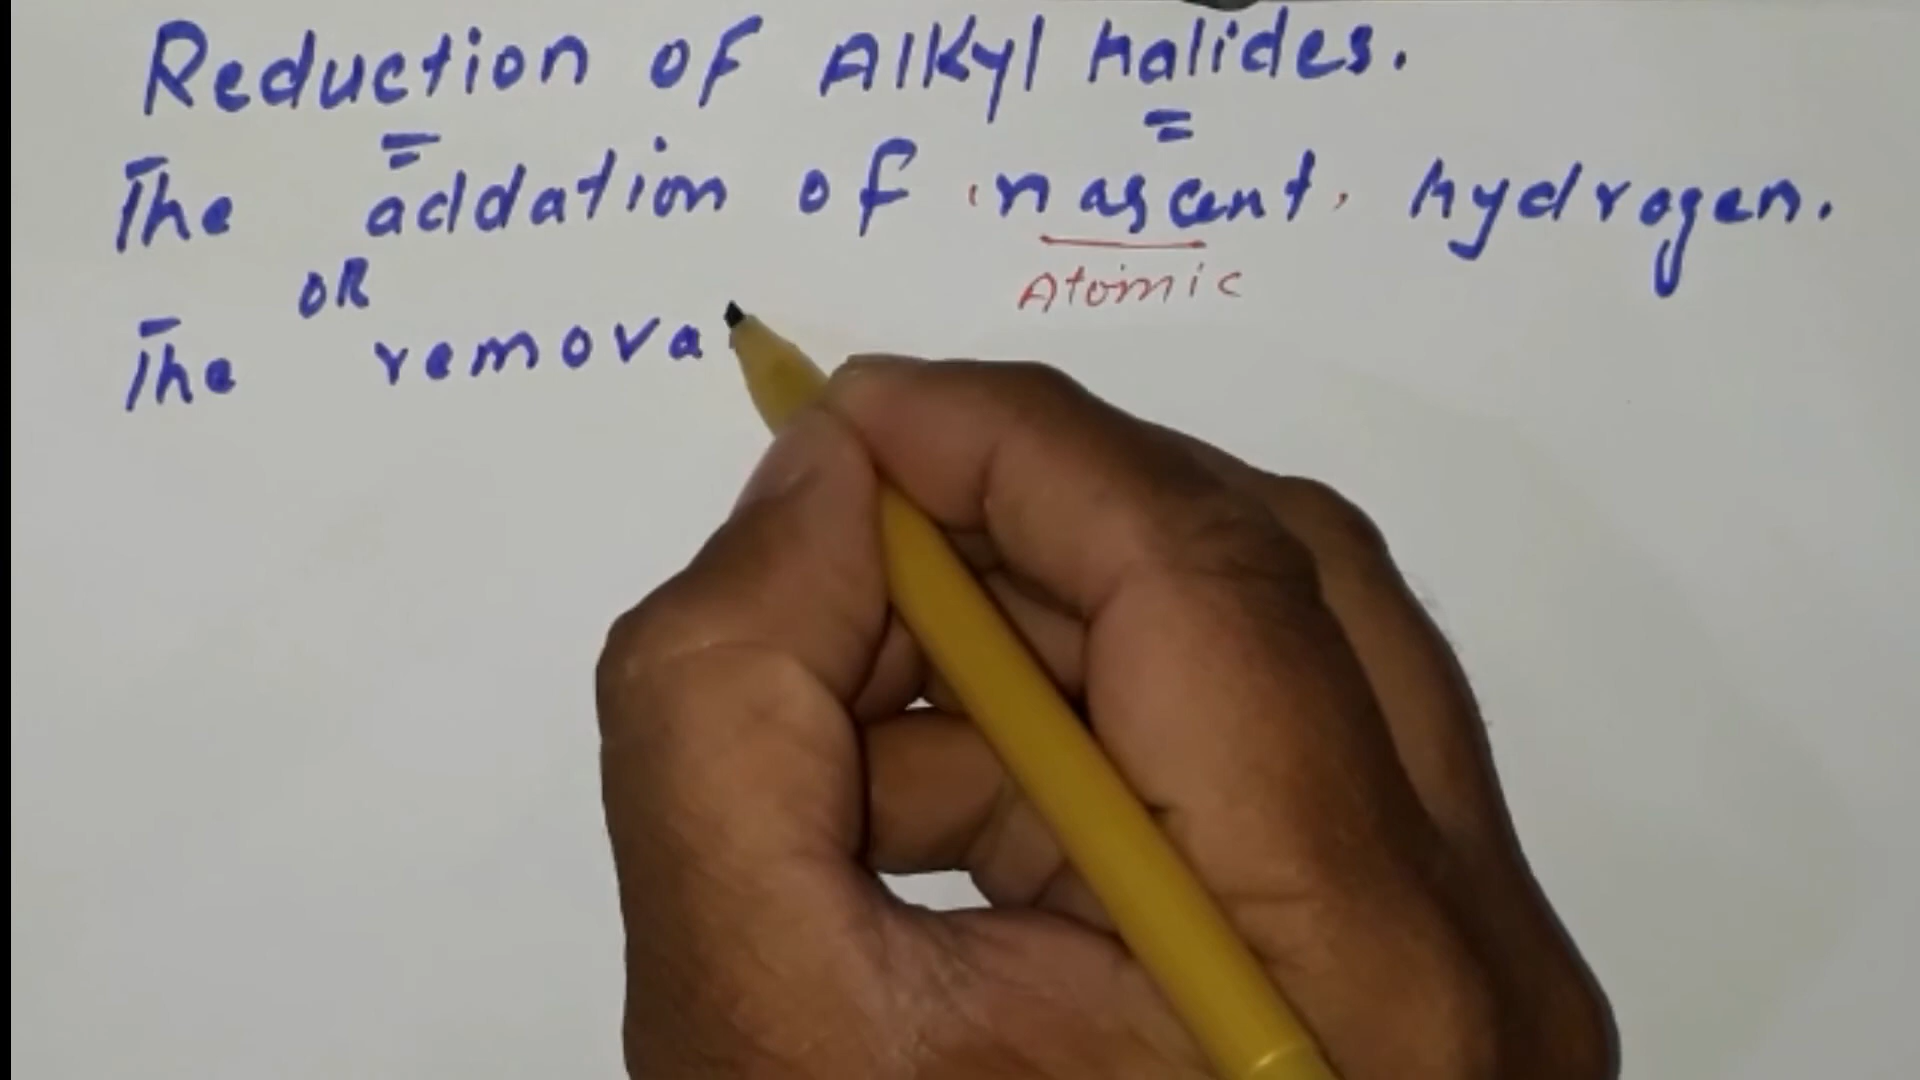 Reduction of Alkyl halides.
The addation of nascent hydrogen.
Atomic
OR
The remova